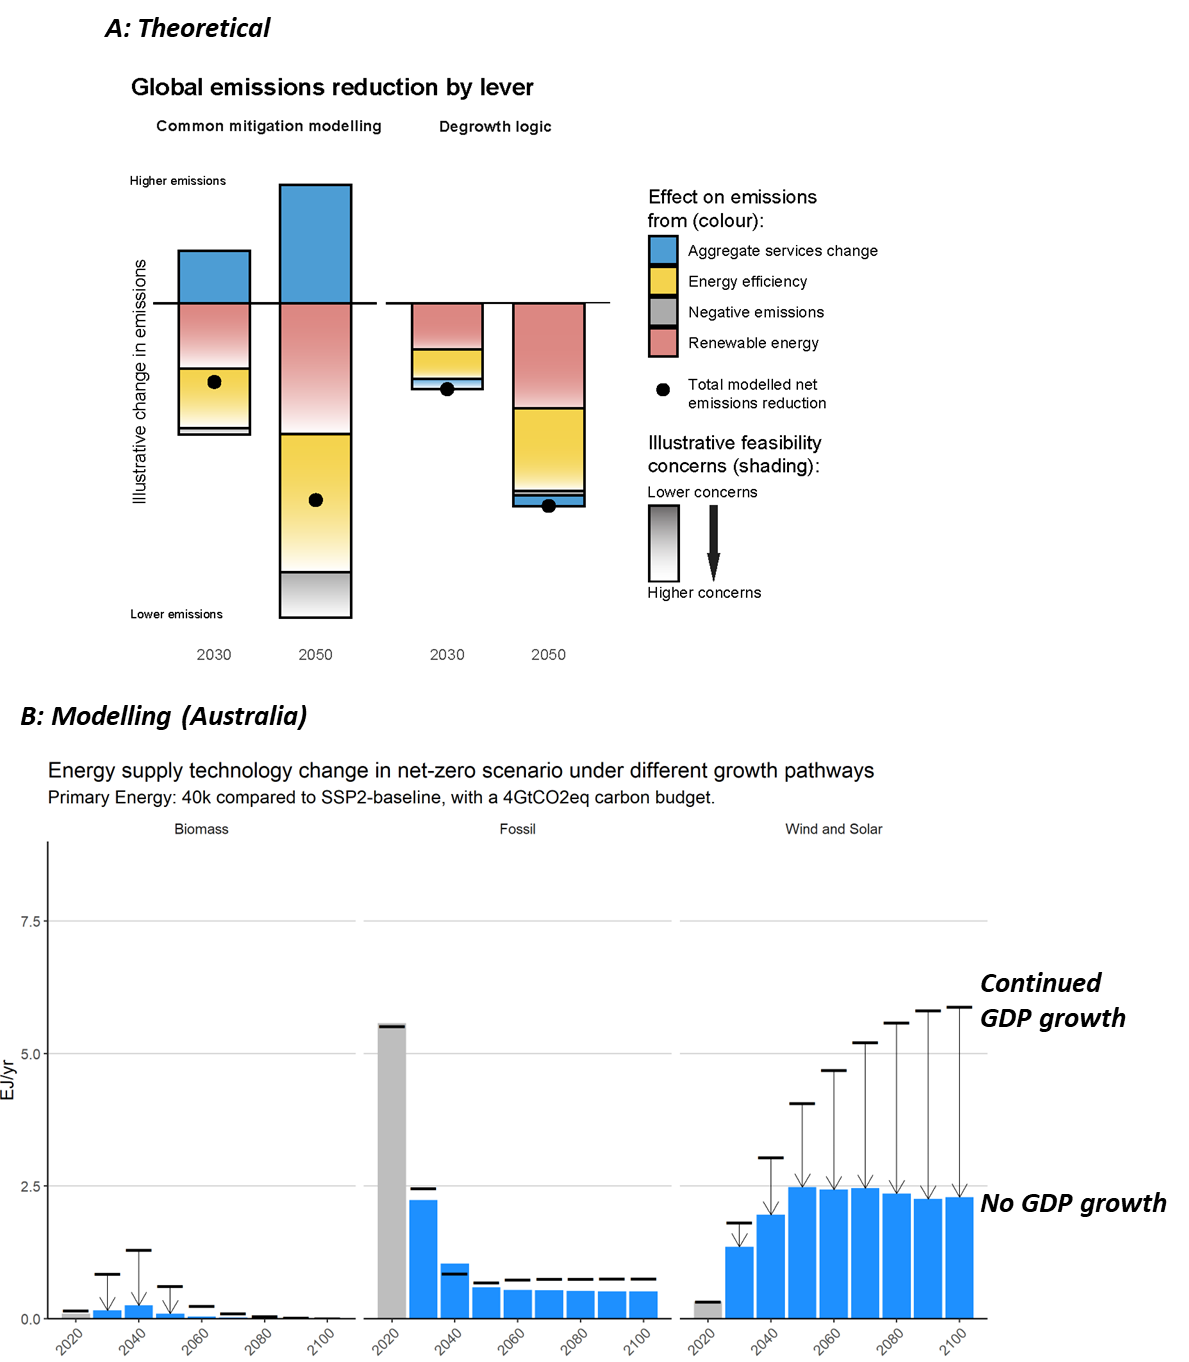 A: Theoretical
Global emissions reduction by lever
Common mitigation modelling
Degrowth logic
Higher emissions
Illustrative change in emissions
Lower emissions
2030
2050
2030
2050
Effect on emissions
from (colour):
Aggregate services change
Energy efficiency
Negative emissions
Renewable energy
Total modelled net
emissions reduction
Illustrative feasibility
concerns (shading):
Lower concerns
Higher concerns
B: Modelling (Australia)
Energy supply technology change in net-zero scenario under different growth pathways
Primary Energy: 40k compared to SSP2-baseline, with a 4GtCO2eq carbon budget.
Biomass
Fossil
Wind and Solar
EJ/yr
7.5
5.0
2.5
0.0
Continued
GDP growth
No GDP growth
2020
2040
2060
2080
2100
2020
2040
2060
2080
2100
2020
2040
2060
2080
2100